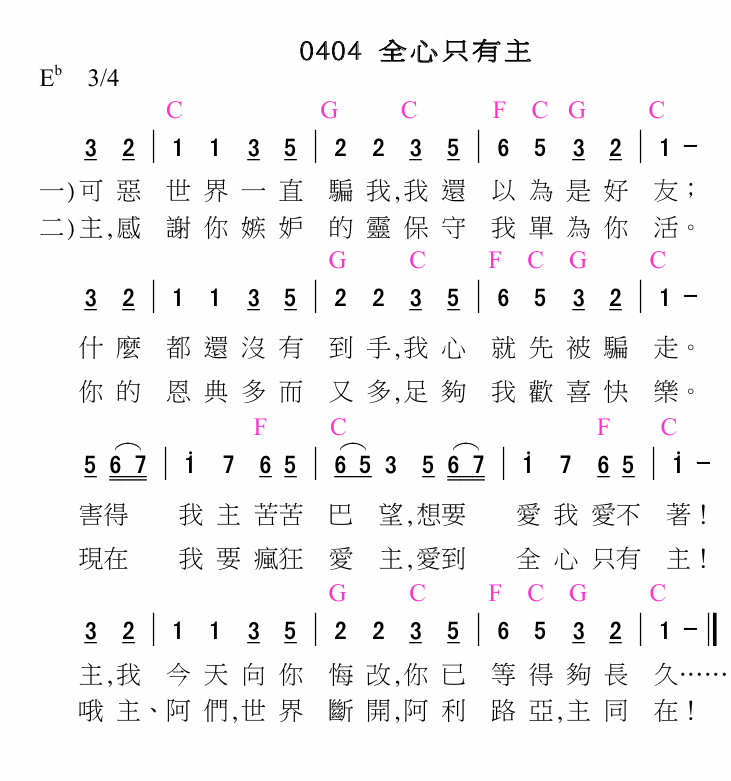 0404 全心只有主
E♭ 3/4
C G C F C G C
3 2 | 1 1 3 5 | 2 2 3 5 | 6 5 3 2 | 1 –
一)可惡 世界一直 騙我,我還 以為是好 友；
二)主,感 謝你嫉妒 的靈保守 我單為你 活。
G C F C G C
3 2 | 1 1 3 5 | 2 2 3 5 | 6 5 3 2 | 1 –
什麼 都還沒有 到手,我心 就先被騙 走。
你的 恩典多而 又多,足夠 我歡喜快 樂。
F C F C
5 6 7 | i 7 6 5 | 6 5 3 5 6 7 | i 7 6 5 | i –
害得 我主苦苦 巴望,想要 愛我愛不 著！
現在 我要瘋狂 愛主,愛到 全心只有 主！
G C F C G C
3 2 | 1 1 3 5 | 2 2 3 5 | 6 5 3 2 | 1 – ‖
主,我 今天向你 悔改,你已 等得夠長 久⋯⋯
哦主、阿們,世界 斷開,阿利 路亞,主同 在！